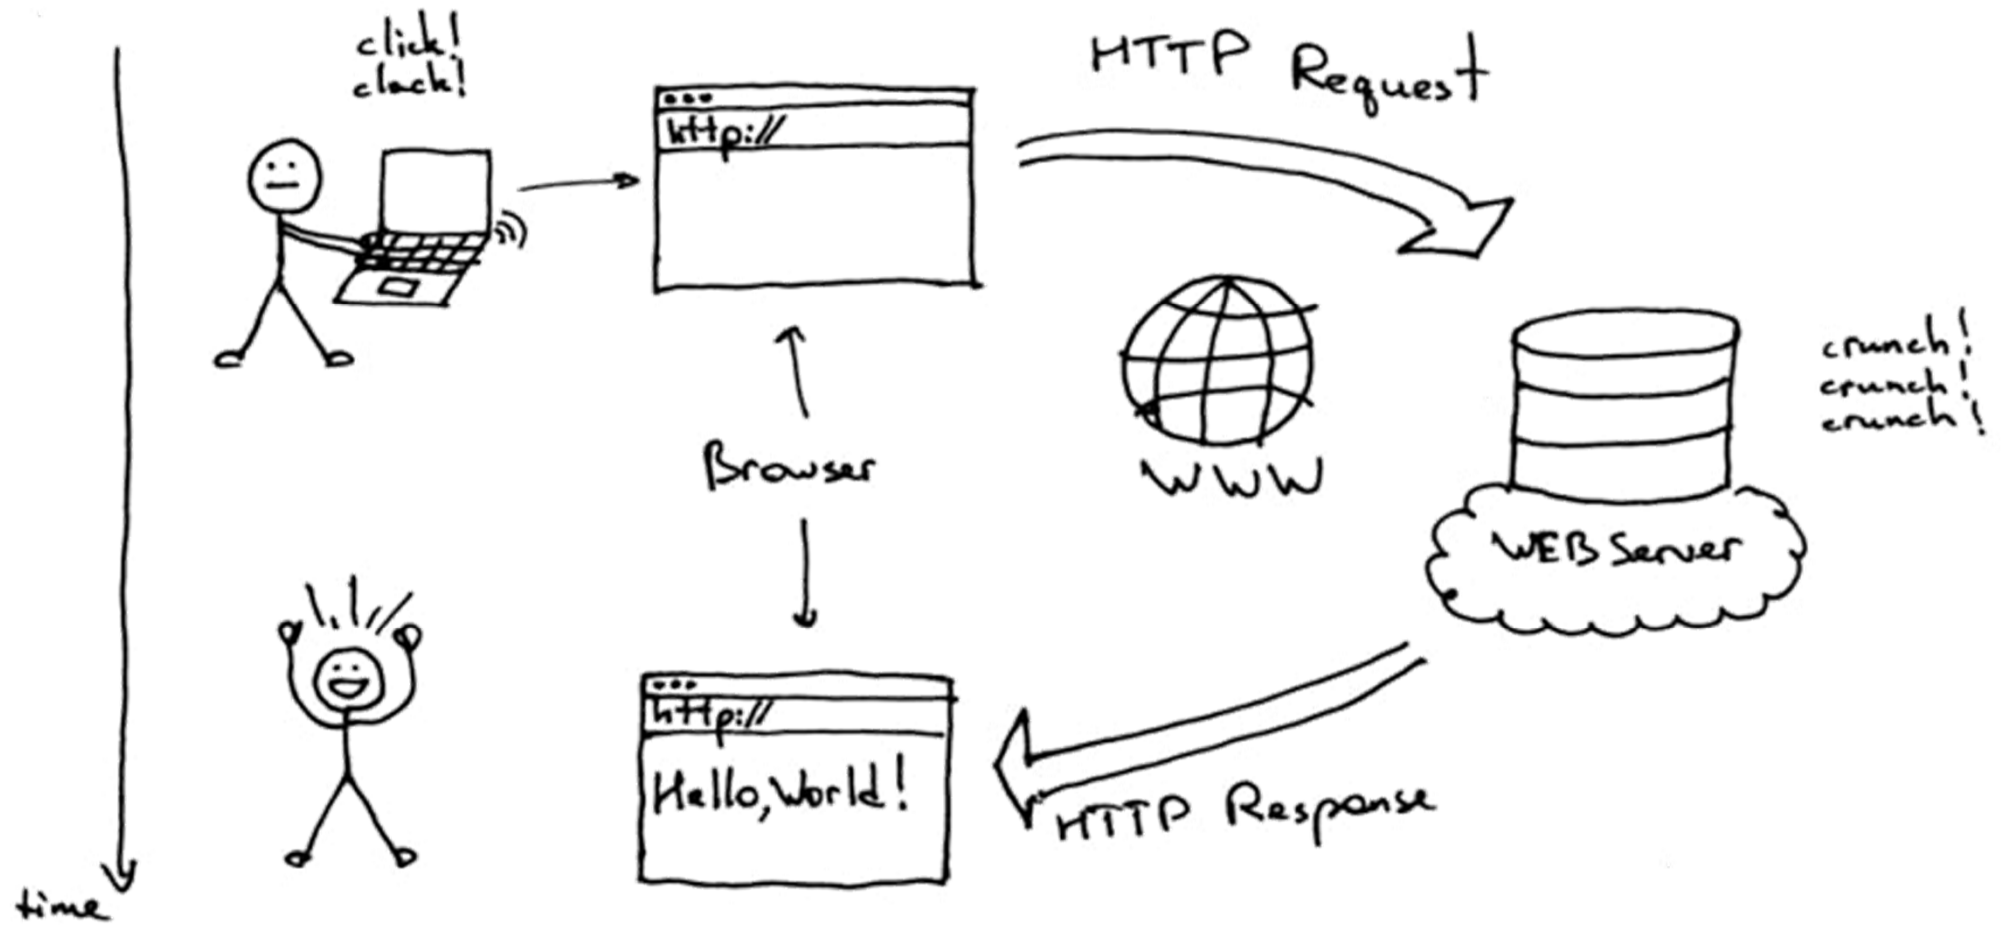 click!
clack!
HTTP Request
http://
crunch!
crunch!
crunch!
Browser
WWW
WEB Server
http://
Hello, World!
HTTP Response
time